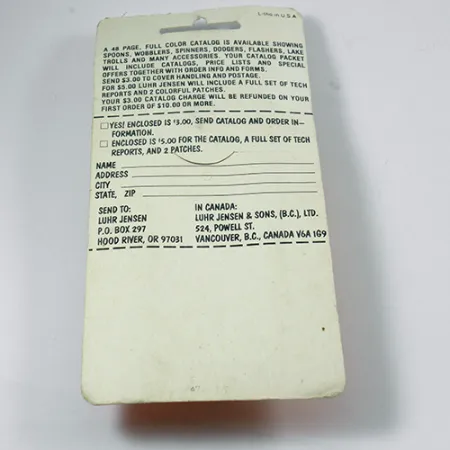 LITHO IN U.S.A.
A 48 PAGE, FULL COLOR CATALOG IS AVAILABLE SHOWING
SPOONS, WOBBLERS, SPINNERS, DODGERS, FLASHERS, LAKE
TROLLS AND MANY ACCESSORIES. YOUR CATALOG PACKET
WILL INCLUDE CATALOGS, PRICE LISTS AND SPECIAL
OFFERS TOGETHER WITH ORDER INFO AND FORMS.
SEND $3.00 TO COVER HANDLING AND POSTAGE.
FOR $5.00 LUHR JENSEN WILL INCLUDE A FULL SET OF TECH
REPORTS AND 2 COLORFUL PATCHES.
YOUR $3.00 CATALOG CHARGE WILL BE REFUNDED ON YOUR
FIRST ORDER OF $10.00 OR MORE.
YES! ENCLOSED IS $3.00, SEND CATALOG AND ORDER IN-
FORMATION.
ENCLOSED IS $5.00 FOR THE CATALOG, A FULL SET OF TECH
REPORTS, AND 2 PATCHES.
NAME
ADDRESS
CITY
STATE, ZIP
SEND TO:
LUHR JENSEN
P.O. BOX 297
HOOD RIVER, OR 97031
IN CANADA:
LUHR JENSEN & SONS, (B.C.), LTD.
524, POWELL ST.
VANCOUVER, B.C., CANADA V6A 1G9